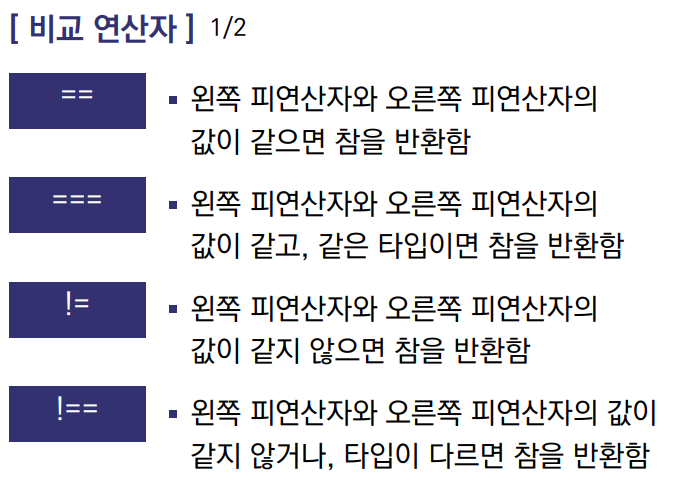 [ 비교 연산자 ] 1/2
==
▪ 왼쪽 피연산자와 오른쪽 피연산자의
값이 같으면 참을 반환함
===
▪ 왼쪽 피연산자와 오른쪽 피연산자의
값이 같고, 같은 타입이면 참을 반환함
!=
▪ 왼쪽 피연산자와 오른쪽 피연산자의
값이 같지 않으면 참을 반환함
!==
▪ 왼쪽 피연산자와 오른쪽 피연산자의 값이
같지 않거나, 타입이 다르면 참을 반환함